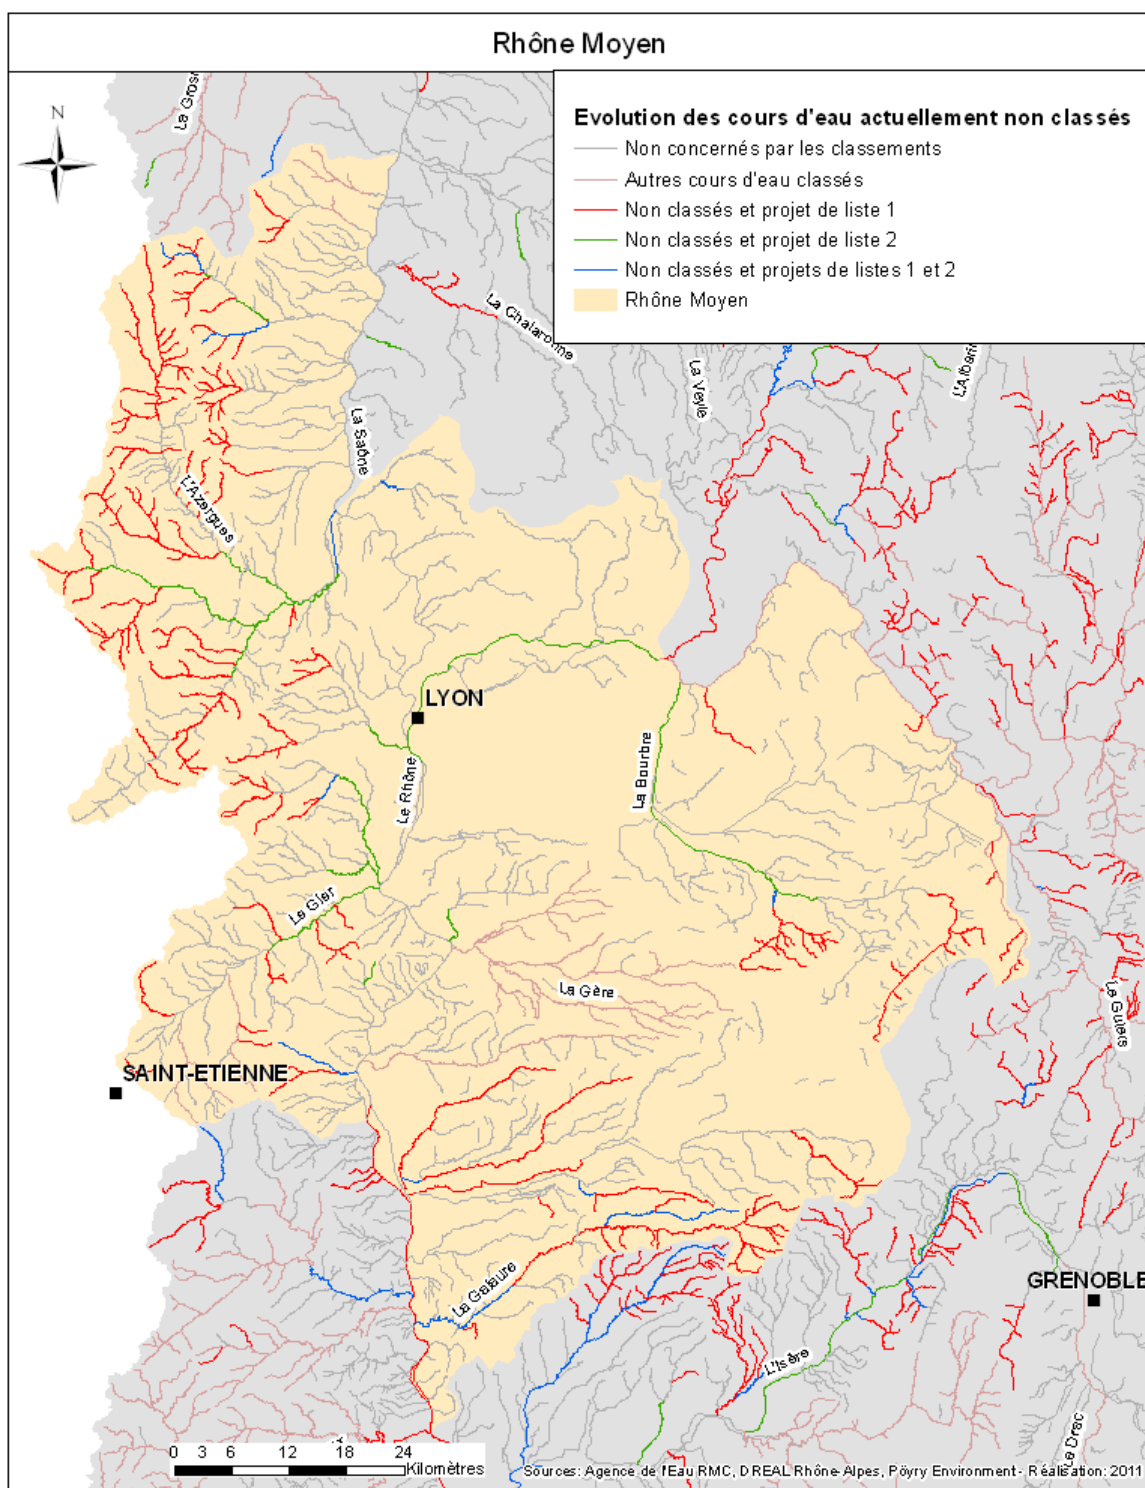 Rhône Moyen
N
Evolution des cours d'eau actuellement non classés
Non concernés par les classements
Autres cours d'eau classés
Non classés et projet de liste 1
Non classés et projet de liste 2
Non classés et projets de listes 1 et 2
Rhône Moyen
La Chalaronne
La Veyle
La Saône
L'Azergues
LYON
Le Rhône
La Bourbre
Le Gier
La Gère
Le Guiers
SAINT-ETIENNE
La Galaure
GRENOBLE
L'Isère
Le Drac
0 3 6 12 18 24
Kilomètres
Sources: Agence de l'Eau RMC, DREAL Rhône-Alpes, Pöyry Environment - Réalisation: 2011